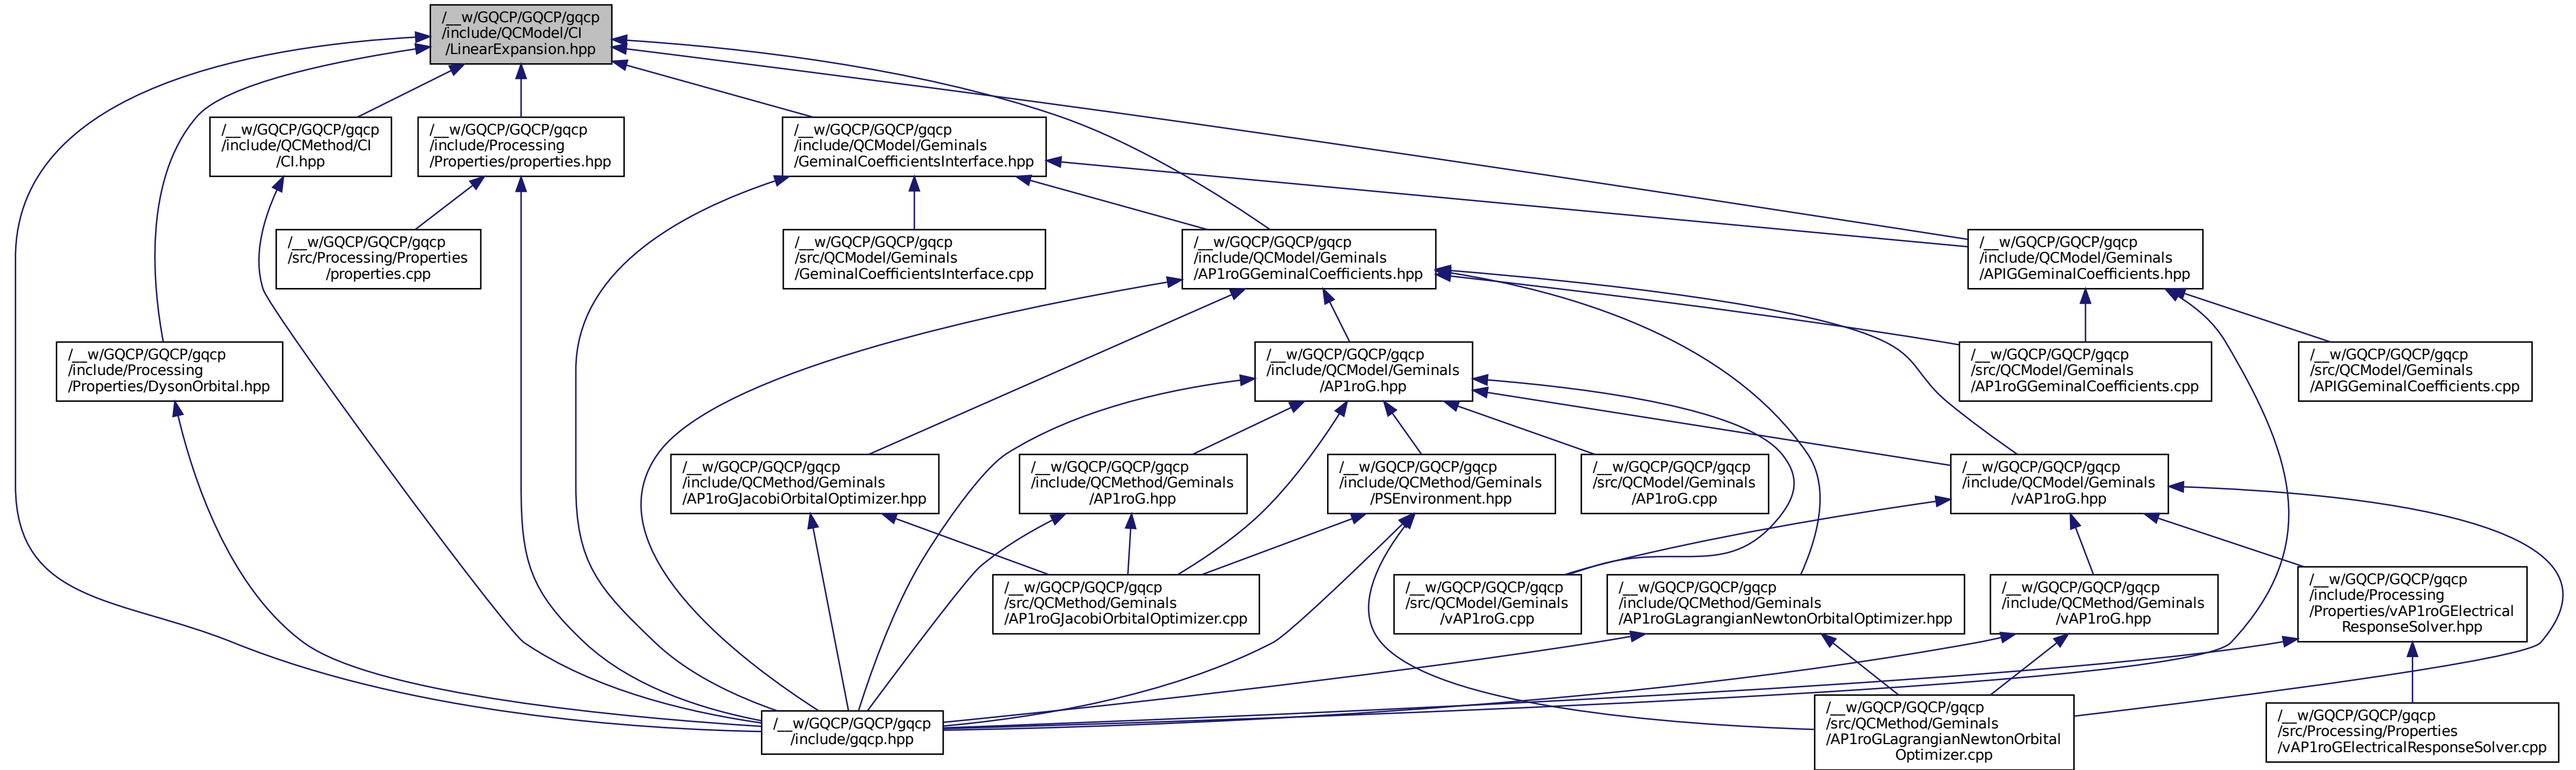 /__w/GQCP/GQCP/gqcp
/include/QCModel/CI
/LinearExpansion.hpp
/__w/GQCP/GQCP/gqcp
/include/QCMethod/CI
/CI.hpp
/__w/GQCP/GQCP/gqcp
/include/Processing
/Properties/properties.hpp
/__w/GQCP/GQCP/gqcp
/include/QCModel/Geminals
/GeminalCoefficientsInterface.hpp
/__w/GQCP/GQCP/gqcp
/src/Processing/Properties
/properties.cpp
/__w/GQCP/GQCP/gqcp
/src/QCModel/Geminals
/GeminalCoefficientsInterface.cpp
/__w/GQCP/GQCP/gqcp
/include/QCModel/Geminals
/AP1roGGeminalCoefficients.hpp
/__w/GQCP/GQCP/gqcp
/include/QCModel/Geminals
/APIGGeminalCoefficients.hpp
/__w/GQCP/GQCP/gqcp
/include/Processing
/Properties/DysonOrbital.hpp
/__w/GQCP/GQCP/gqcp
/include/QCModel/Geminals
/AP1roG.hpp
/__w/GQCP/GQCP/gqcp
/src/QCModel/Geminals
/AP1roGGeminalCoefficients.cpp
/__w/GQCP/GQCP/gqcp
/src/QCModel/Geminals
/APIGGeminalCoefficients.cpp
/__w/GQCP/GQCP/gqcp
/include/QCMethod/Geminals
/AP1roGJacobiOrbitalOptimizer.hpp
/__w/GQCP/GQCP/gqcp
/include/QCMethod/Geminals
/AP1roG.hpp
/__w/GQCP/GQCP/gqcp
/include/QCMethod/Geminals
/PSEnvironment.hpp
/__w/GQCP/GQCP/gqcp
/src/QCModel/Geminals
/AP1roG.cpp
/__w/GQCP/GQCP/gqcp
/include/QCModel/Geminals
/vAP1roG.hpp
/__w/GQCP/GQCP/gqcp
/src/QCMethod/Geminals
/AP1roGJacobiOrbitalOptimizer.cpp
/__w/GQCP/GQCP/gqcp
/src/QCModel/Geminals
/vAP1roG.cpp
/__w/GQCP/GQCP/gqcp
/include/QCMethod/Geminals
/AP1roGLagrangianNewtonOrbitalOptimizer.hpp
/__w/GQCP/GQCP/gqcp
/include/QCMethod/Geminals
/vAP1roG.hpp
/__w/GQCP/GQCP/gqcp
/include/Processing
/Properties/vAP1roGElectrical
ResponseSolver.hpp
/__w/GQCP/GQCP/gqcp
/include/gqcp.hpp
/__w/GQCP/GQCP/gqcp
/src/QCMethod/Geminals
/AP1roGLagrangianNewtonOrbital
Optimizer.cpp
/__w/GQCP/GQCP/gqcp
/src/Processing/Properties
/vAP1roGElectricalResponseSolver.cpp